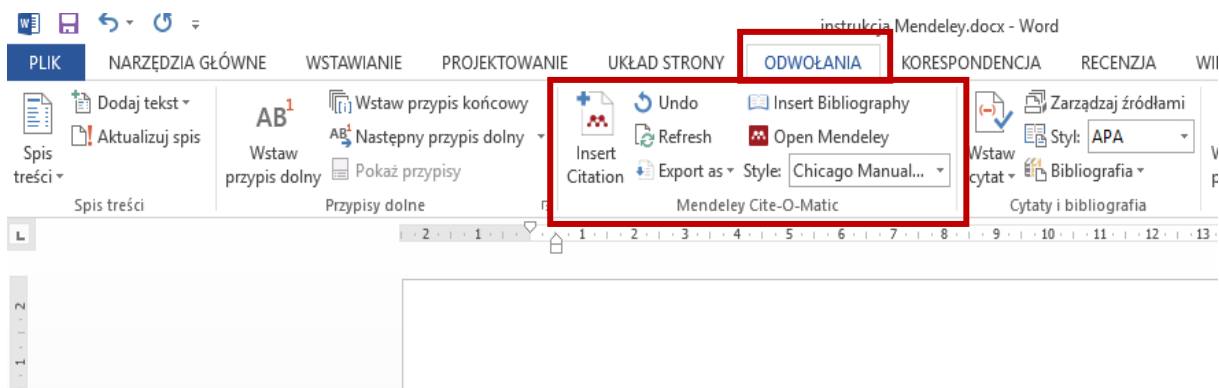 instrukcja Mendeley.docx - Word
PLIK NARZĘDZIA GŁÓWNE WSTAWIANIE PROJEKTOWANIE UKŁAD STRONY ODWOŁANIA KORESPONDENCJA RECENZJA
Spis treści
Dodaj tekst
Aktualizuj spis
Spis treści
AB1
Wstaw przypis dolny
Wstaw przypis końcowy
Następny przypis dolny
Pokaż przypisy
Przypisy dolne
Insert Citation
Undo
Refresh
Export as
Insert Bibliography
Open Mendeley
Style: Chicago Manual...
Mendeley Cite-O-Matic
Wstaw cytat
Zarządzaj źródłami
Styl: APA
Bibliografia
Cytaty i bibliografia
L
2 1 1 2 3 4 5 6 7 8 9 10 11 12 13
2
1